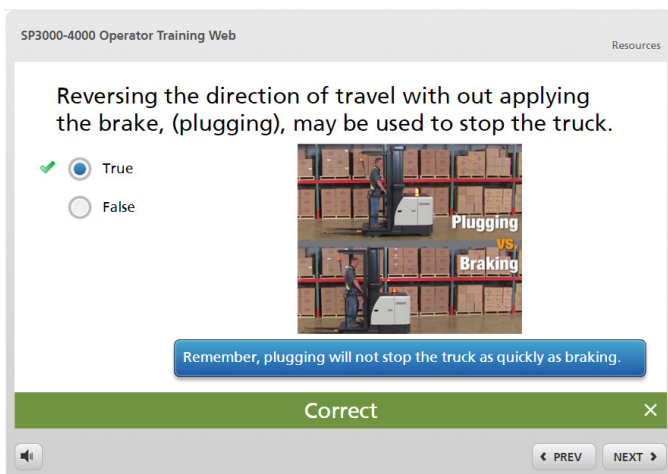 SP3000-4000 Operator Training Web
Resources
Reversing the direction of travel with out applying
the brake, (plugging), may be used to stop the truck.
True
False
Plugging
vs.
Braking
Remember, plugging will not stop the truck as quickly as braking.
Correct
PREV
NEXT